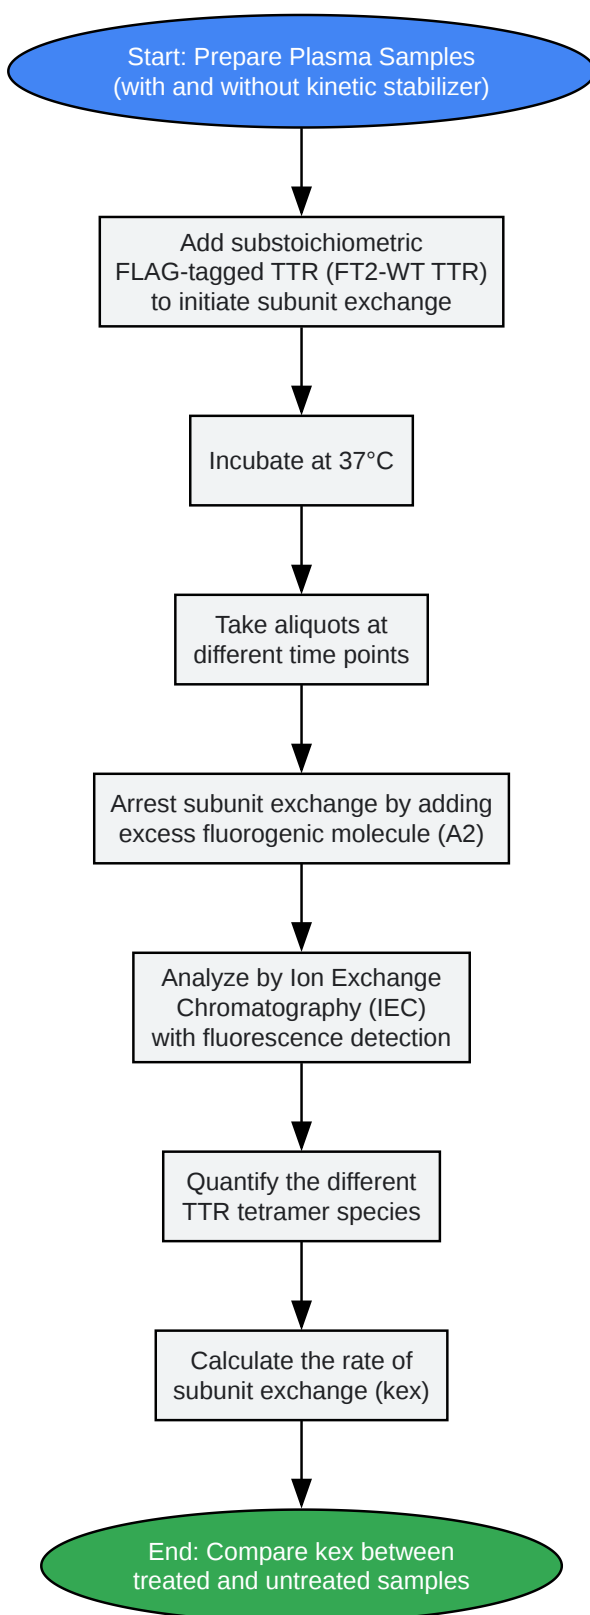 Start: Prepare Plasma Samples
(with and without kinetic stabilizer)
Add substoichiometric
FLAG-tagged TTR (FT2-WT TTR)
to initiate subunit exchange
Incubate at 37°C
Take aliquots at
different time points
Arrest subunit exchange by adding
excess fluorogenic molecule (A2)
Analyze by Ion Exchange
Chromatography (IEC)
with fluorescence detection
Quantify the different
TTR tetramer species
Calculate the rate of
subunit exchange (kex)
End: Compare kex between
treated and untreated samples